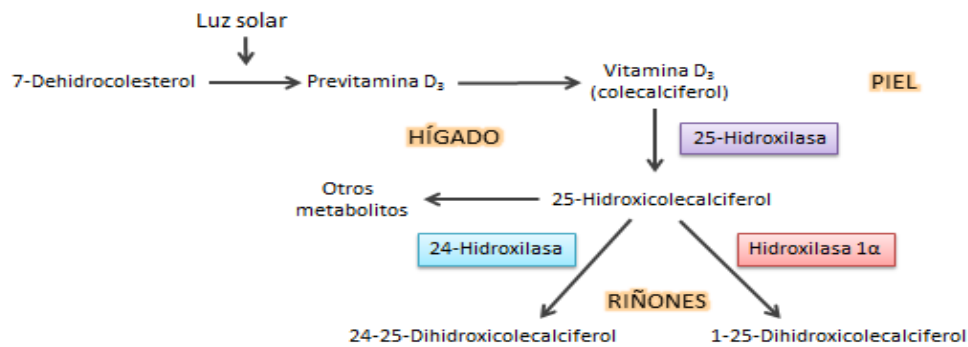 Luz solar
7-Dehidrocolesterol
Previtamina D₃
Vitamina D₃
(colecalciferol)
PIEL
HÍGADO
25-Hidroxilasa
Otros
metabolitos
25-Hidroxicolecalciferol
24-Hidroxilasa
Hidroxilasa 1α
RIÑONES
24-25-Dihidroxicolecalciferol
1-25-Dihidroxicolecalciferol